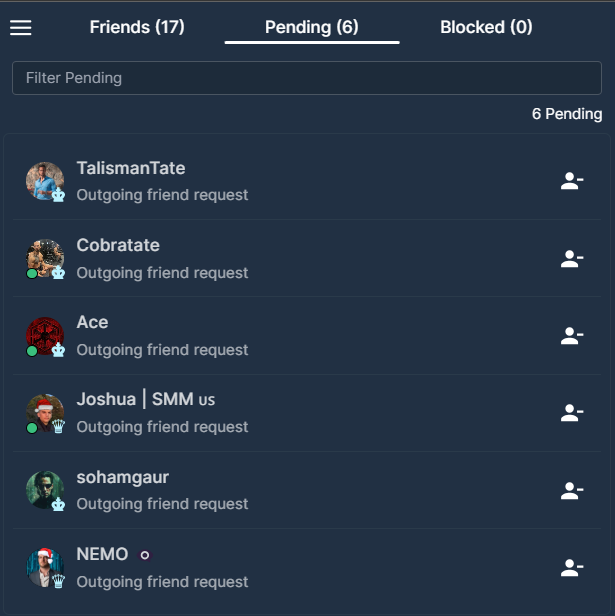 Friends (17) Pending (6) Blocked (0)
Filter Pending
6 Pending
TalismanTate
Outgoing friend request
Cobratate
Outgoing friend request
Ace
Outgoing friend request
Joshua | SMM ᴜꜱ
Outgoing friend request
sohamgaur
Outgoing friend request
NEMO
Outgoing friend request